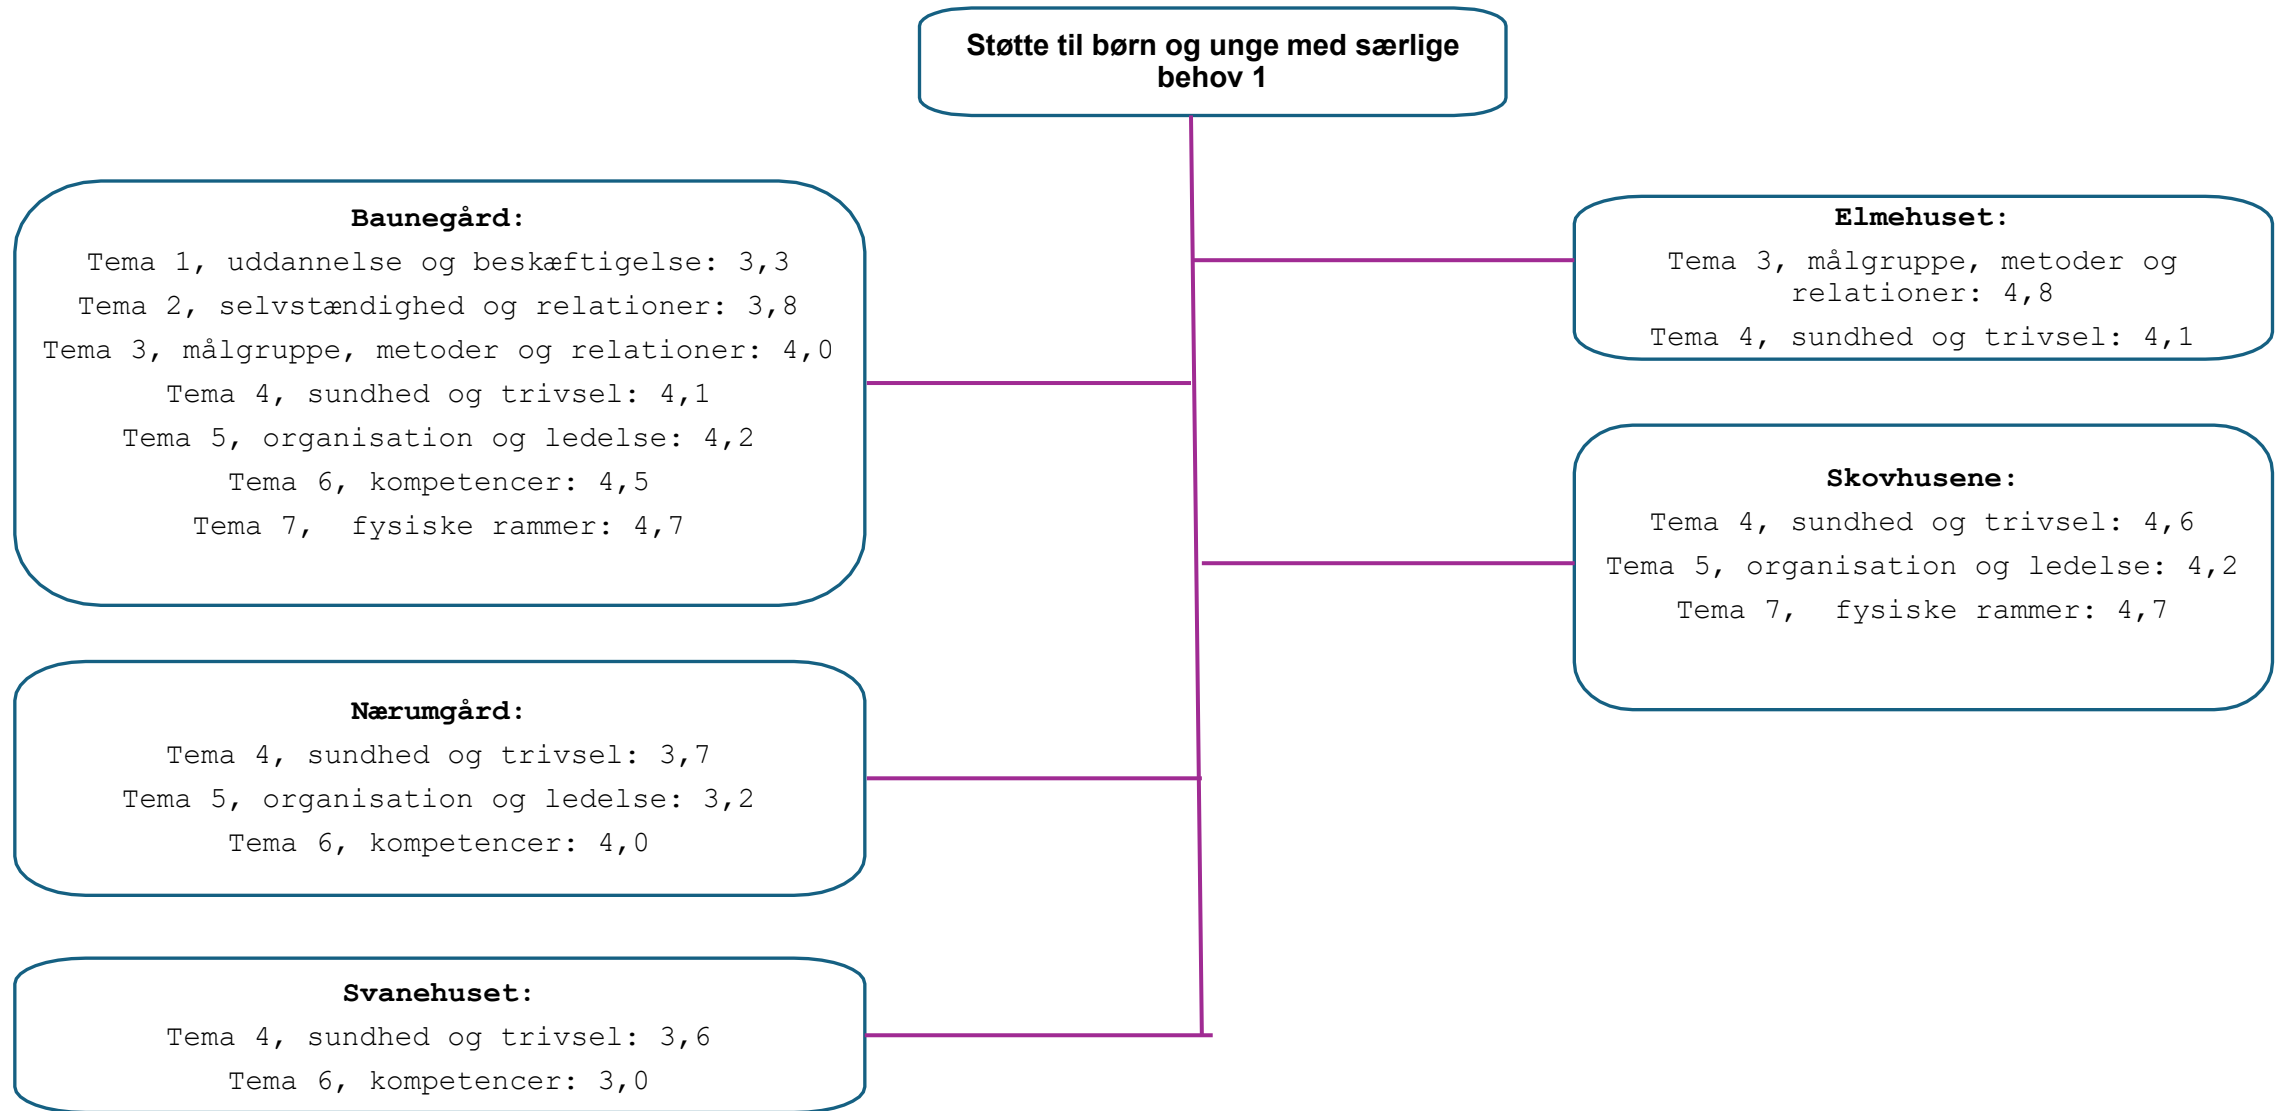 Støtte til børn og unge med særlige
behov 1
Baunegård:
Tema 1, uddannelse og beskæftigelse: 3,3
Tema 2, selvstændighed og relationer: 3,8
Tema 3, målgruppe, metoder og relationer: 4,0
Tema 4, sundhed og trivsel: 4,1
Tema 5, organisation og ledelse: 4,2
Tema 6, kompetencer: 4,5
Tema 7,  fysiske rammer: 4,7
Elmehuset:
Tema 3, målgruppe, metoder og
relationer: 4,8
Tema 4, sundhed og trivsel: 4,1
Skovhusene:
Tema 4, sundhed og trivsel: 4,6
Tema 5, organisation og ledelse: 4,2
Tema 7,  fysiske rammer: 4,7
Nærumgård:
Tema 4, sundhed og trivsel: 3,7
Tema 5, organisation og ledelse: 3,2
Tema 6, kompetencer: 4,0
Svanehuset:
Tema 4, sundhed og trivsel: 3,6
Tema 6, kompetencer: 3,0